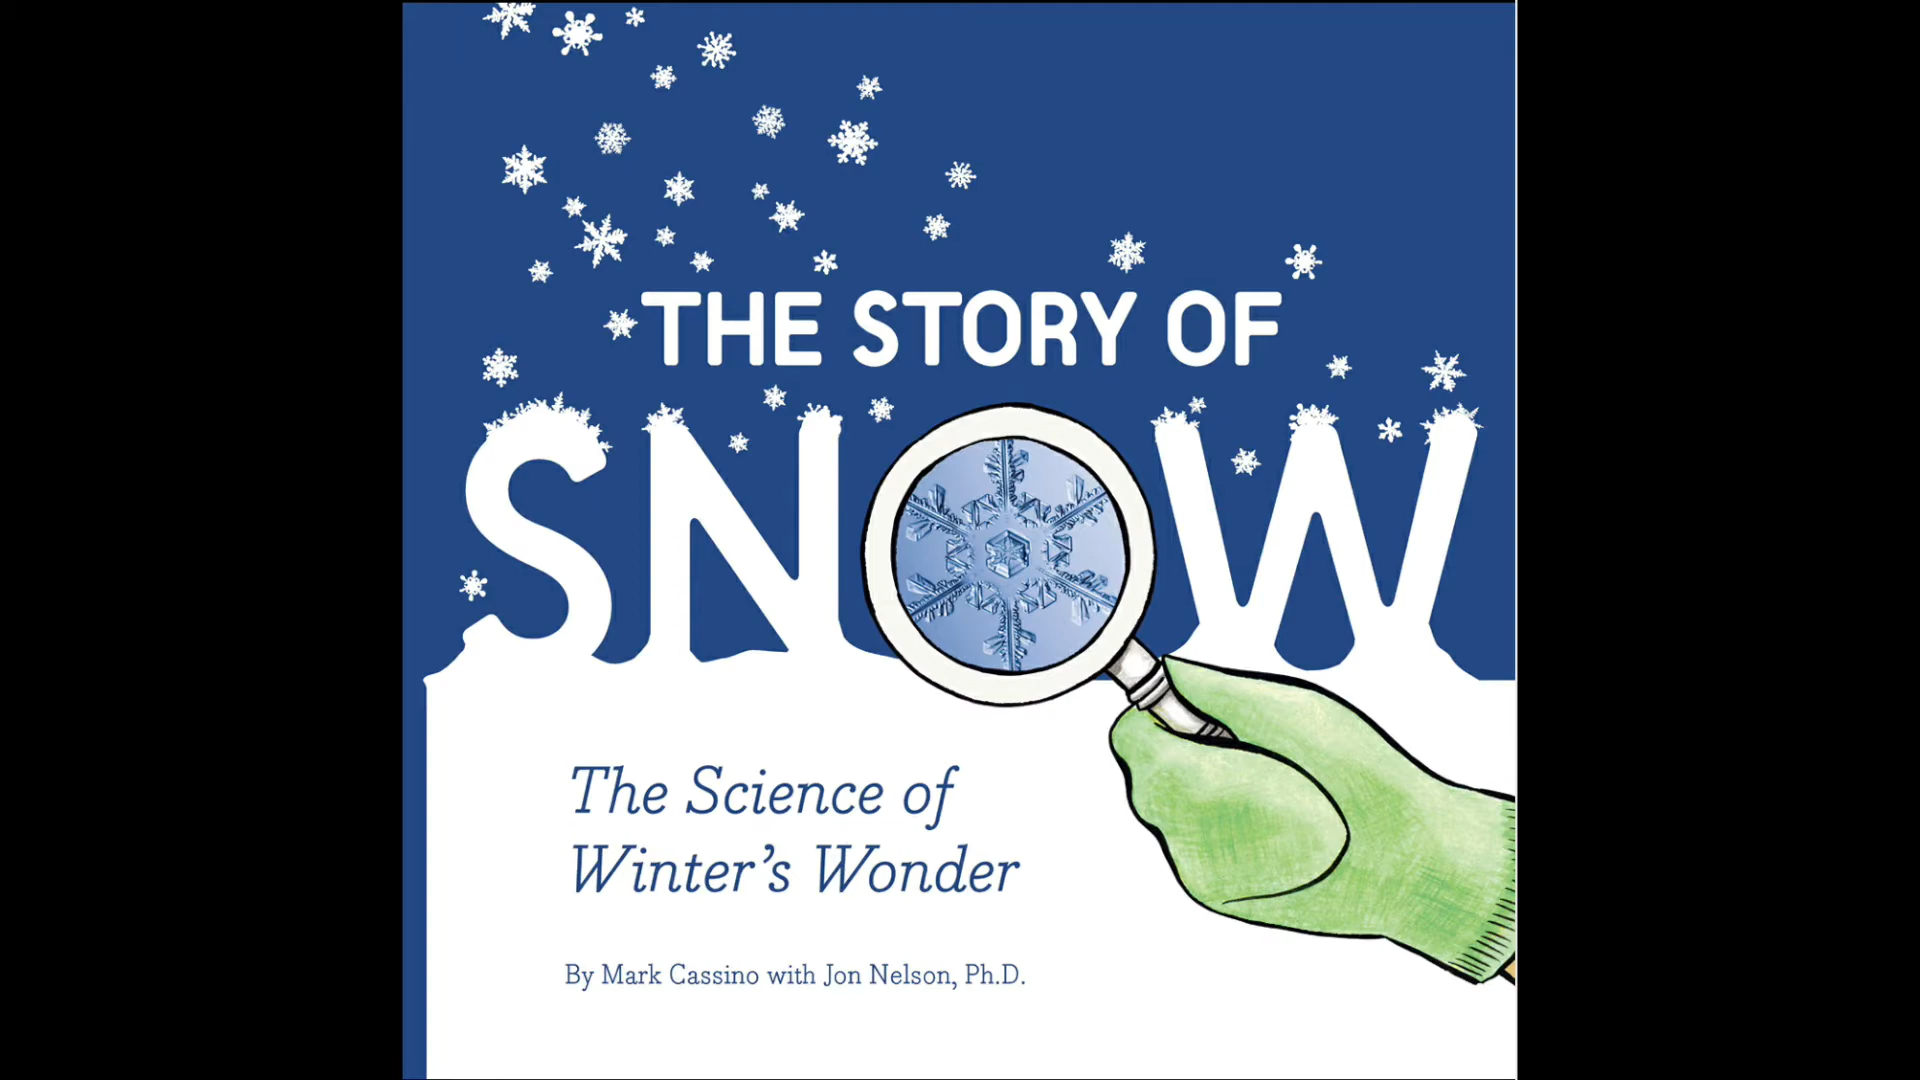 THE STORY OF
SNOW
The Science of
Winter's Wonder
By Mark Cassino with Jon Nelson, Ph.D.